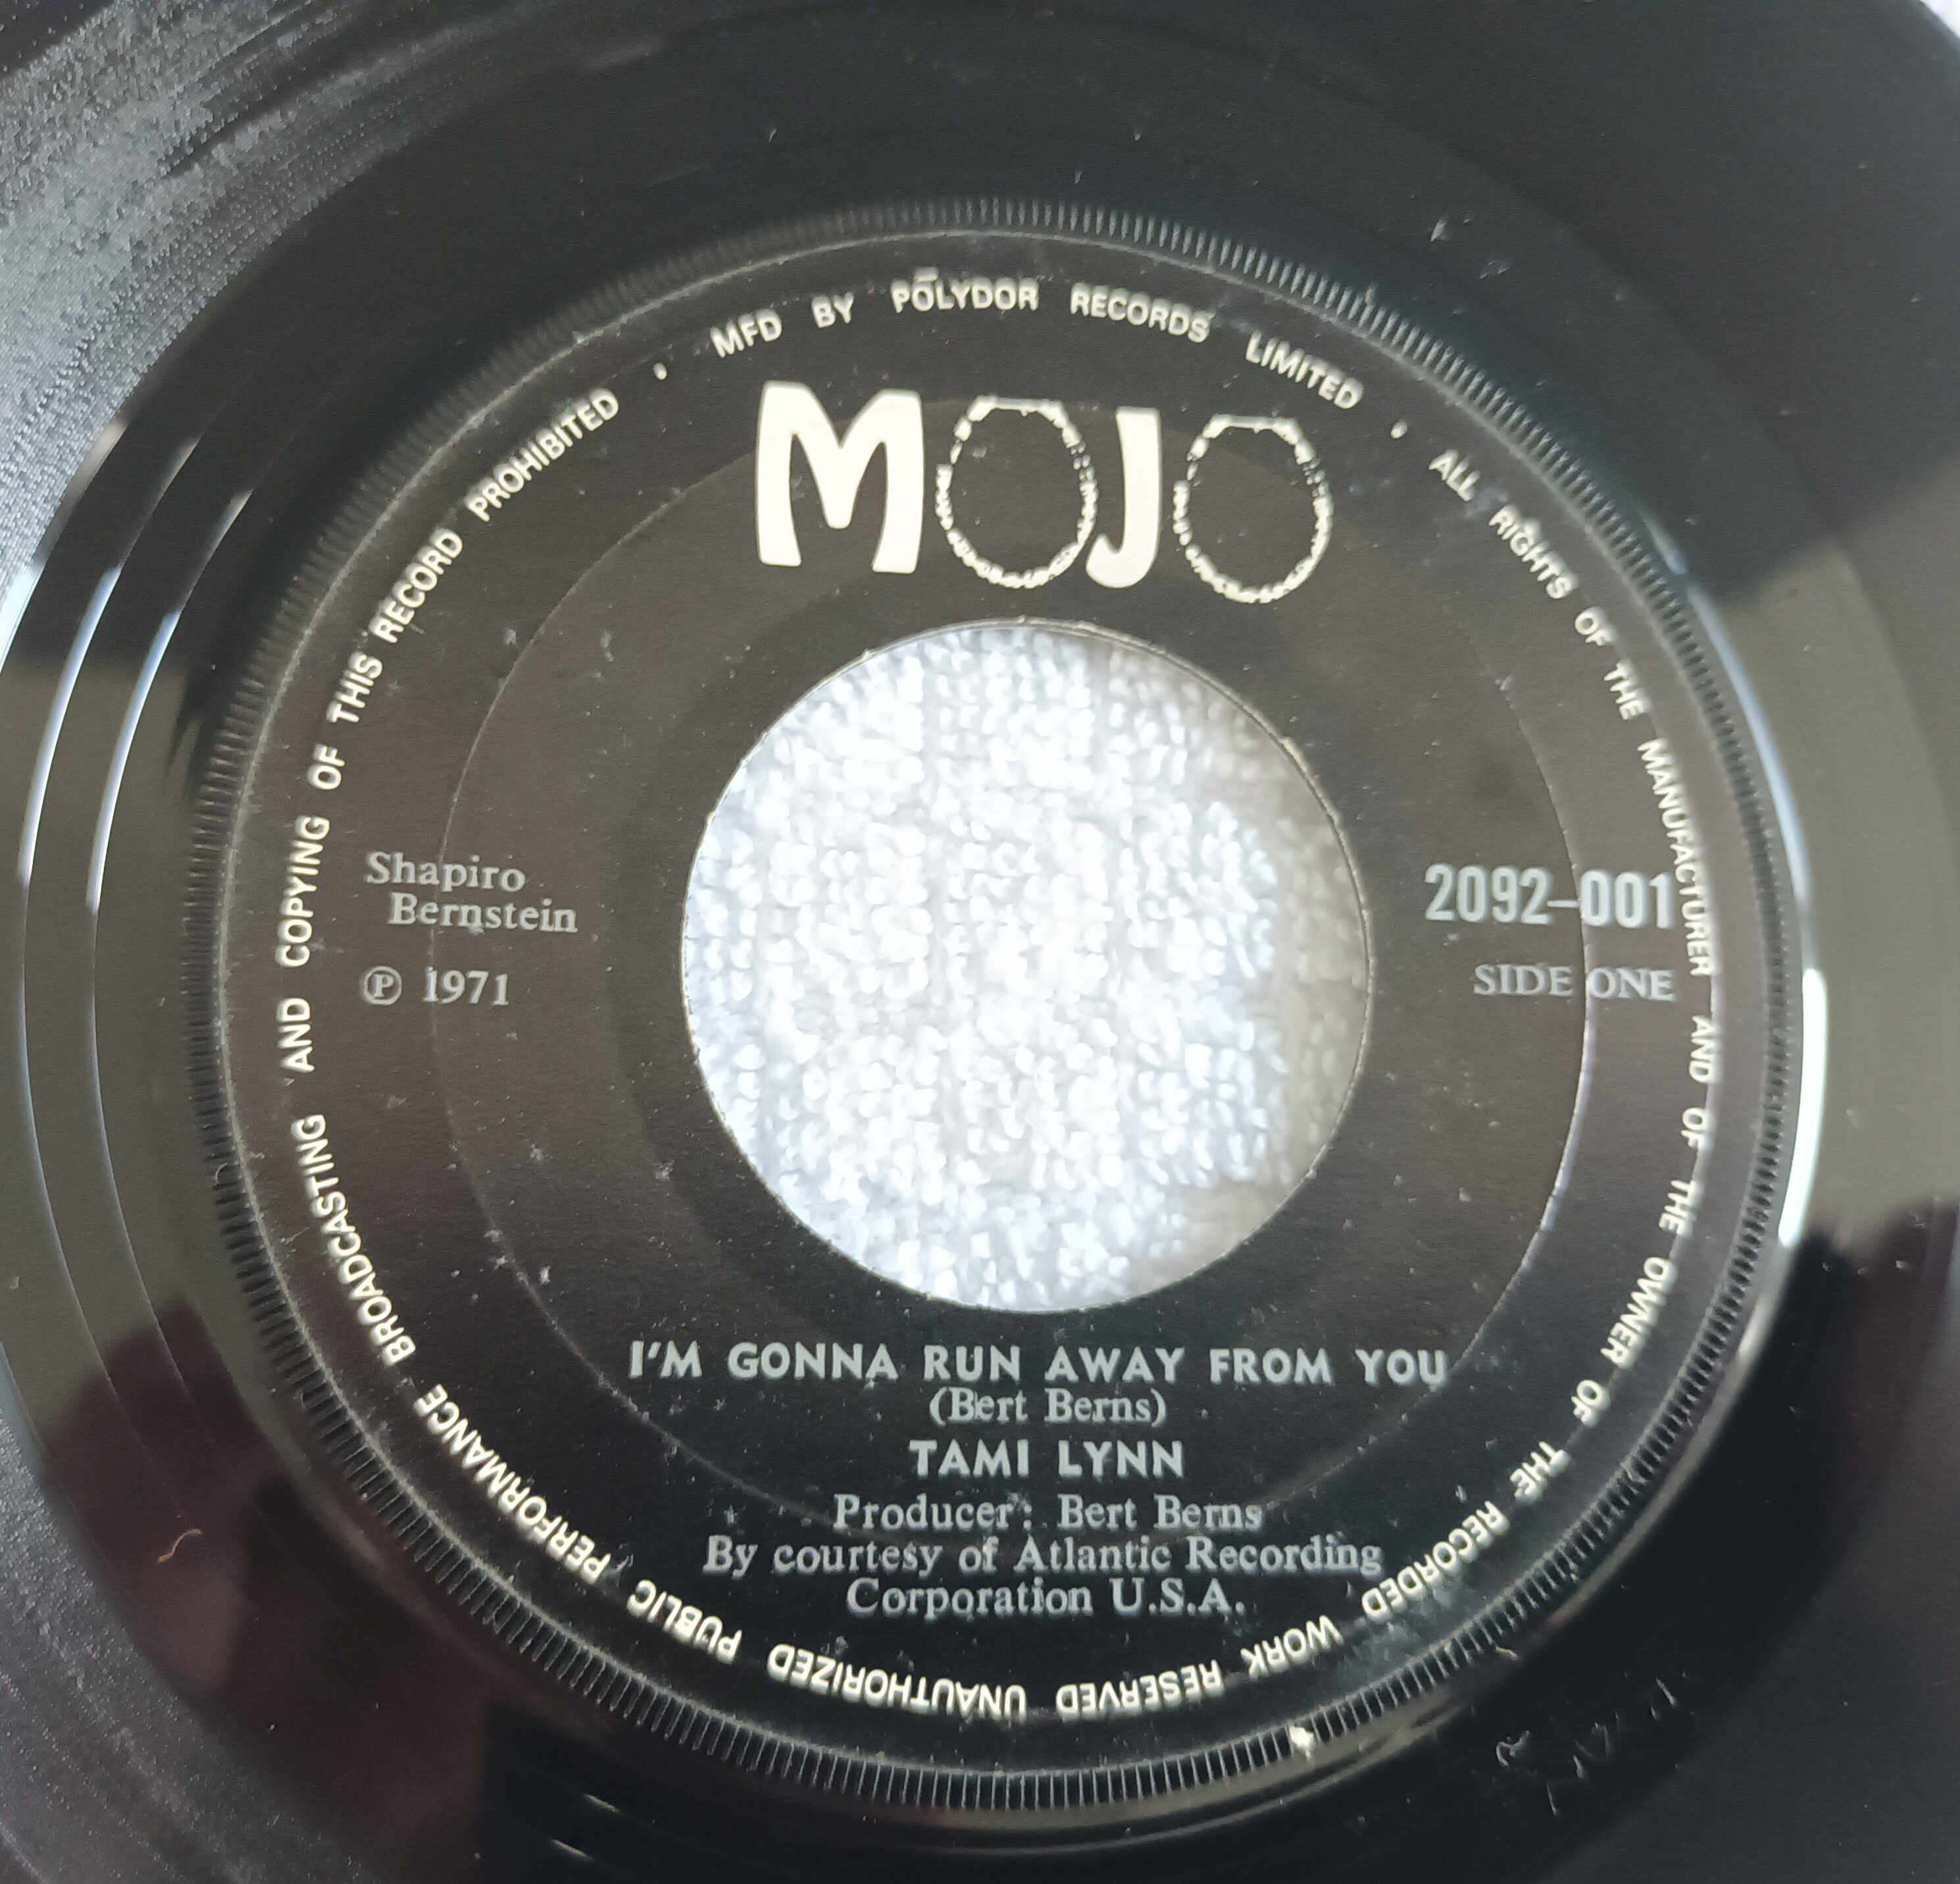 MFD BY POLYDOR RECORDS LIMITED • ALL RIGHTS OF THE MANUFACTURER AND OF THE OWNER OF THE RECORDED WORK RESERVED UNAUTHORIZED PUBLIC PERFORMANCE BROADCASTING AND COPYING OF THIS RECORD PROHIBITED •
MOJO
Shapiro
Bernstein
℗ 1971
2092-001
SIDE ONE
I'M GONNA RUN AWAY FROM YOU
(Bert Berns)
TAMI LYNN
Producer: Bert Berns
By courtesy of Atlantic Recording
Corporation U.S.A.